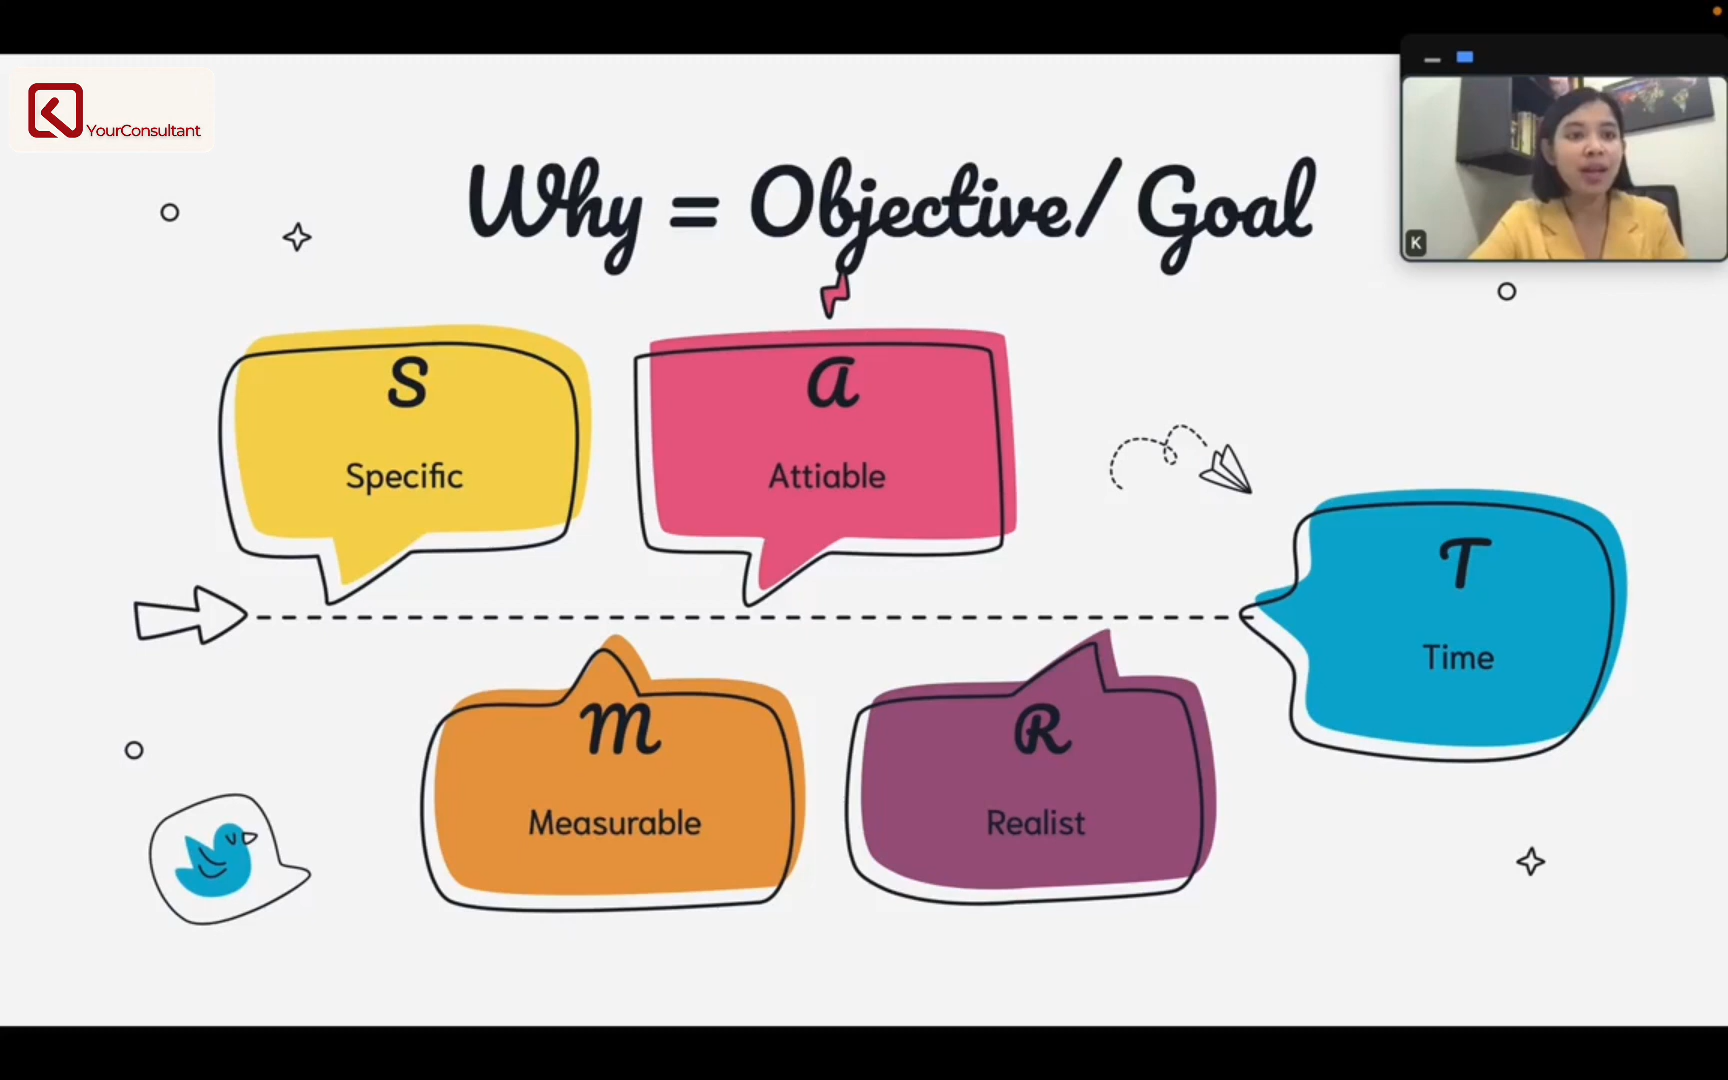 YourConsultant
Why = Objective/ Goal
K
S
Specific
A
Attiable
T
Time
M
Measurable
R
Realist